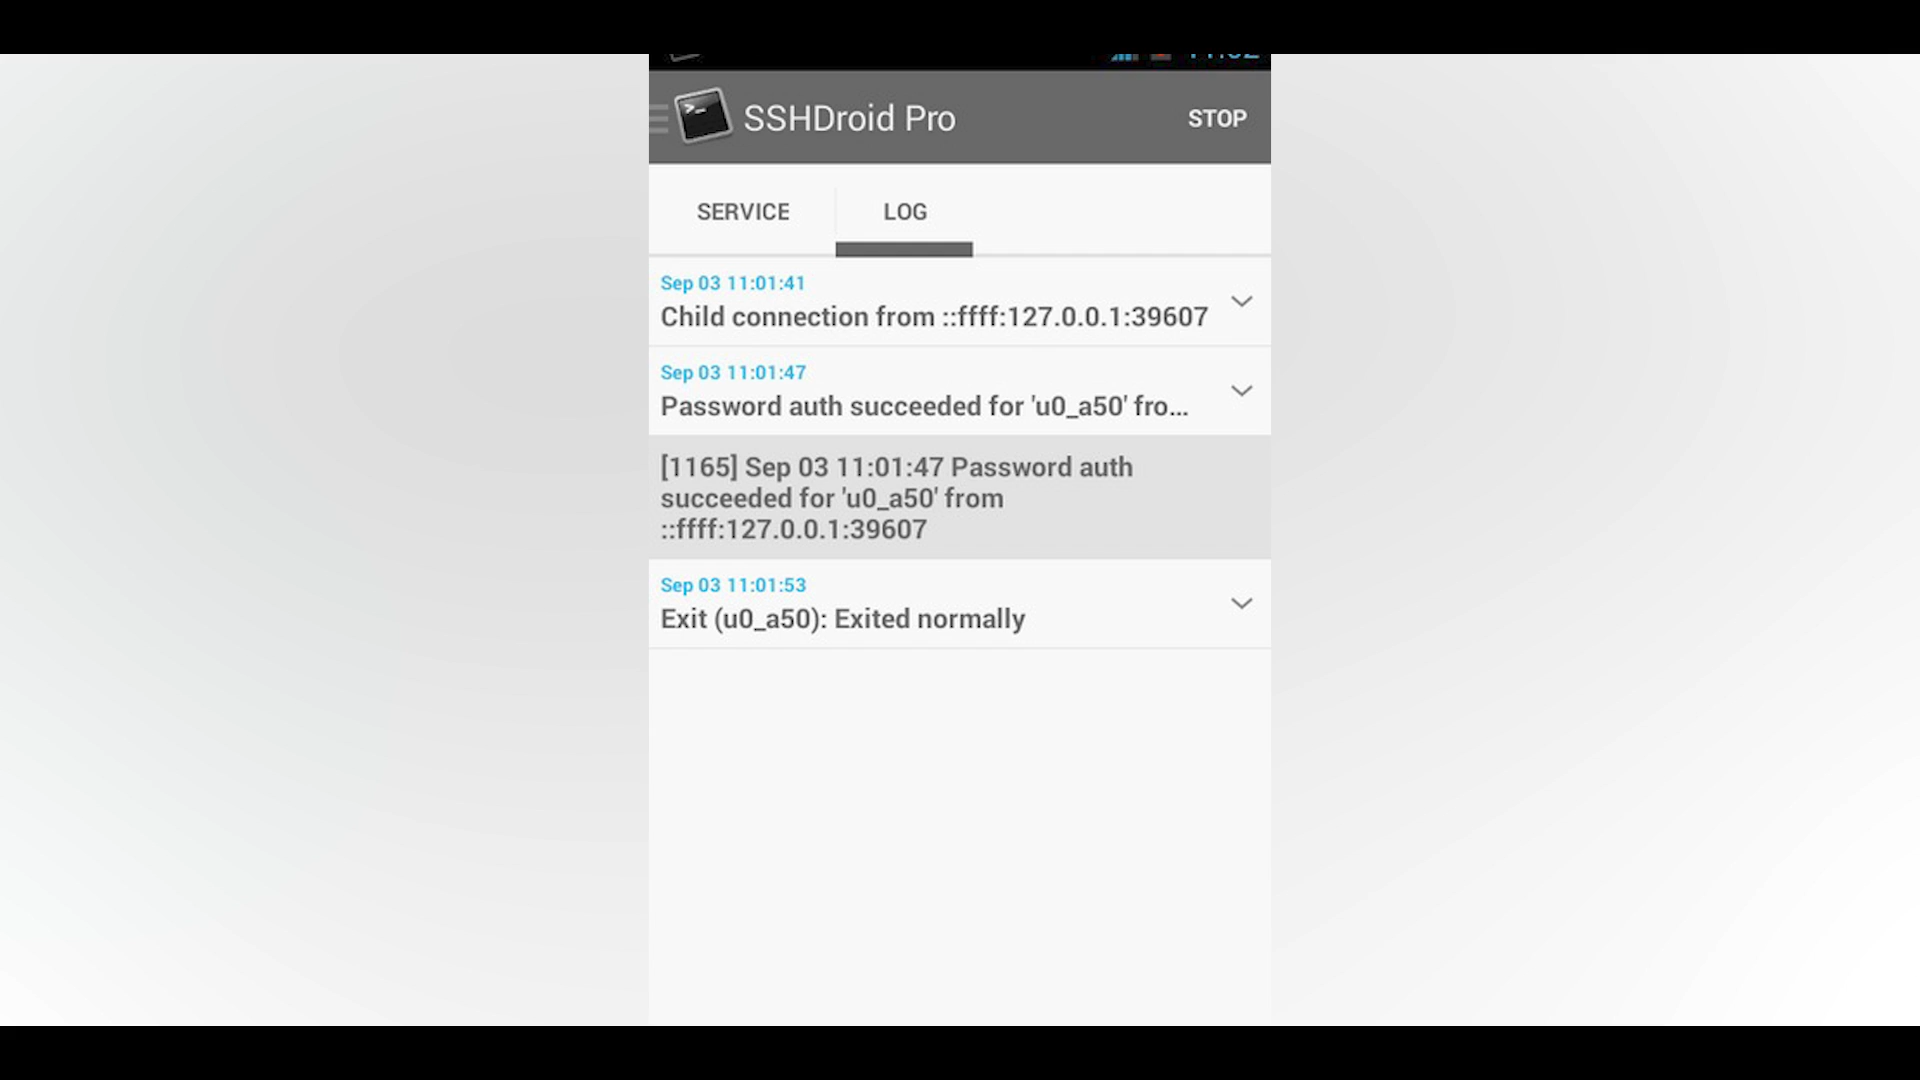 SSHDroid Pro
STOP
SERVICE
LOG
Sep 03 11:01:41
Child connection from ::ffff:127.0.0.1:39607
Sep 03 11:01:47
Password auth succeeded for 'u0_a50' fro...
[1165] Sep 03 11:01:47 Password auth
succeeded for 'u0_a50' from
::ffff:127.0.0.1:39607
Sep 03 11:01:53
Exit (u0_a50): Exited normally